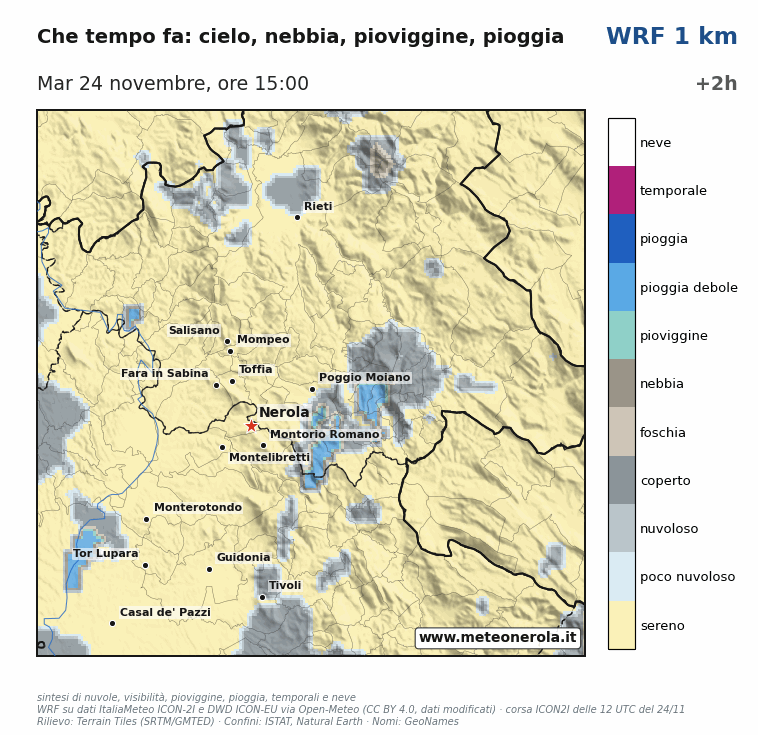 Che tempo fa: cielo, nebbia, pioviggine, pioggia
WRF 1 km
Mar 24 novembre, ore 15:00
+2h
neve
temporale
pioggia
pioggia debole
pioviggine
nebbia
foschia
coperto
nuvoloso
poco nuvoloso
sereno
Rieti
Salisano
Mompeo
Fara in Sabina
Toffia
Poggio Moiano
Nerola
Montorio Romano
Montelibretti
Monterotondo
Tor Lupara
Guidonia
Tivoli
Casal de' Pazzi
www.meteonerola.it
sintesi di nuvole, visibilità, pioviggine, pioggia, temporali e neve
WRF su dati ItaliaMeteo ICON-2I e DWD ICON-EU via Open-Meteo (CC BY 4.0, dati modificati) · corsa ICON2I delle 12 UTC del 24/11
Rilievo: Terrain Tiles (SRTM/GMTED) · Confini: ISTAT, Natural Earth · Nomi: GeoNames